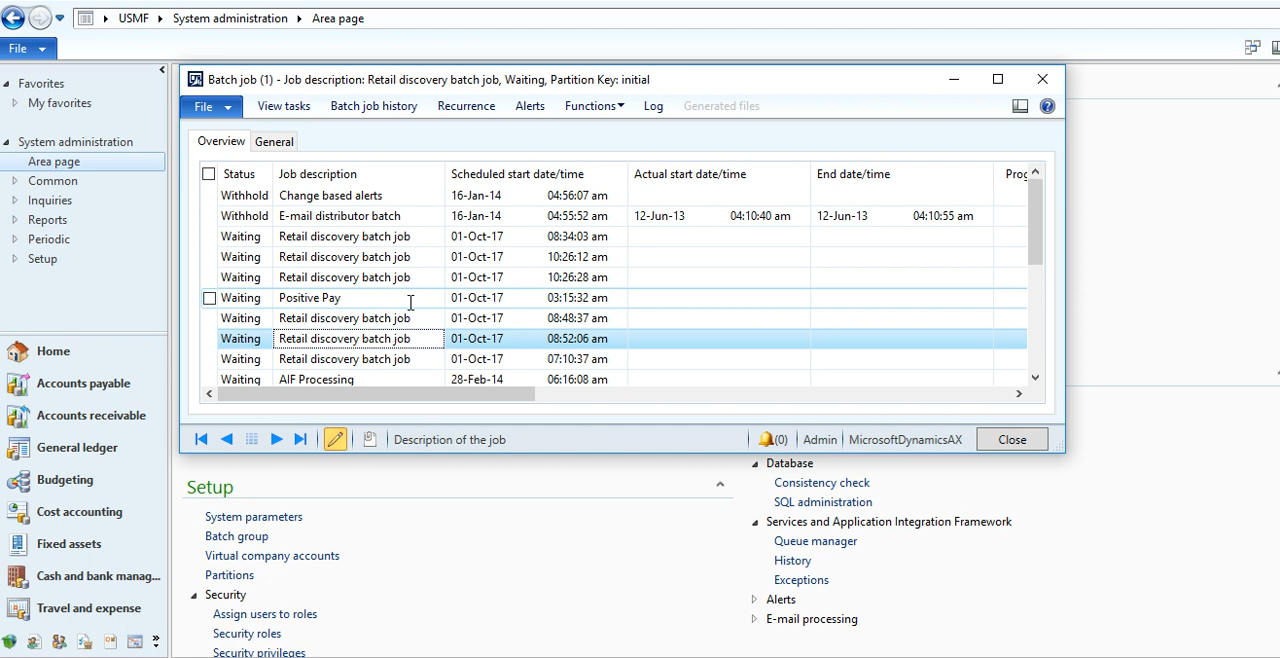 USMF System administration Area page
File
Favorites
My favorites
System administration
Area page
Common
Inquiries
Reports
Periodic
Setup
Home
Accounts payable
Accounts receivable
General ledger
Budgeting
Cost accounting
Fixed assets
Cash and bank manag...
Travel and expense
Batch job (1) - Job description: Retail discovery batch job, Waiting, Partition Key: initial
File View tasks Batch job history Recurrence Alerts Functions Log Generated files
Overview General
Status Job description Scheduled start date/time Actual start date/time End date/time Prog
Withhold Change based alerts 16-Jan-14 04:56:07 am
Withhold E-mail distributor batch 16-Jan-14 04:55:52 am 12-Jun-13 04:10:40 am 12-Jun-13 04:10:55 am
Waiting Retail discovery batch job 01-Oct-17 08:34:03 am
Waiting Retail discovery batch job 01-Oct-17 10:26:12 am
Waiting Retail discovery batch job 01-Oct-17 10:26:28 am
Waiting Positive Pay 01-Oct-17 03:15:32 am
Waiting Retail discovery batch job 01-Oct-17 08:48:37 am
Waiting Retail discovery batch job 01-Oct-17 08:52:06 am
Waiting Retail discovery batch job 01-Oct-17 07:10:37 am
Waiting AIF Processing 28-Feb-14 06:16:08 am
Description of the job (0) Admin MicrosoftDynamicsAX Close
Setup
System parameters
Batch group
Virtual company accounts
Partitions
Security
Assign users to roles
Security roles
Security privileges
Database
Consistency check
SQL administration
Services and Application Integration Framework
Queue manager
History
Exceptions
Alerts
E-mail processing